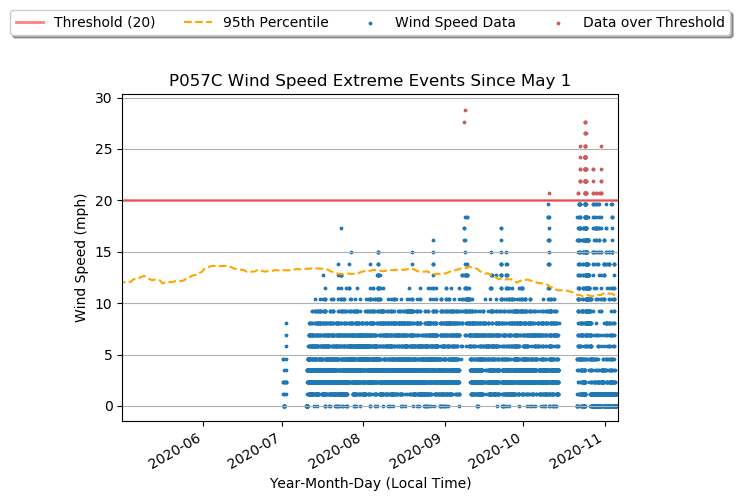 Threshold (20) 95th Percentile Wind Speed Data Data over Threshold
P057C Wind Speed Extreme Events Since May 1
30
25
20
15
10
5
0
Wind Speed (mph)
2020-06 2020-07 2020-08 2020-09 2020-10 2020-11
Year-Month-Day (Local Time)